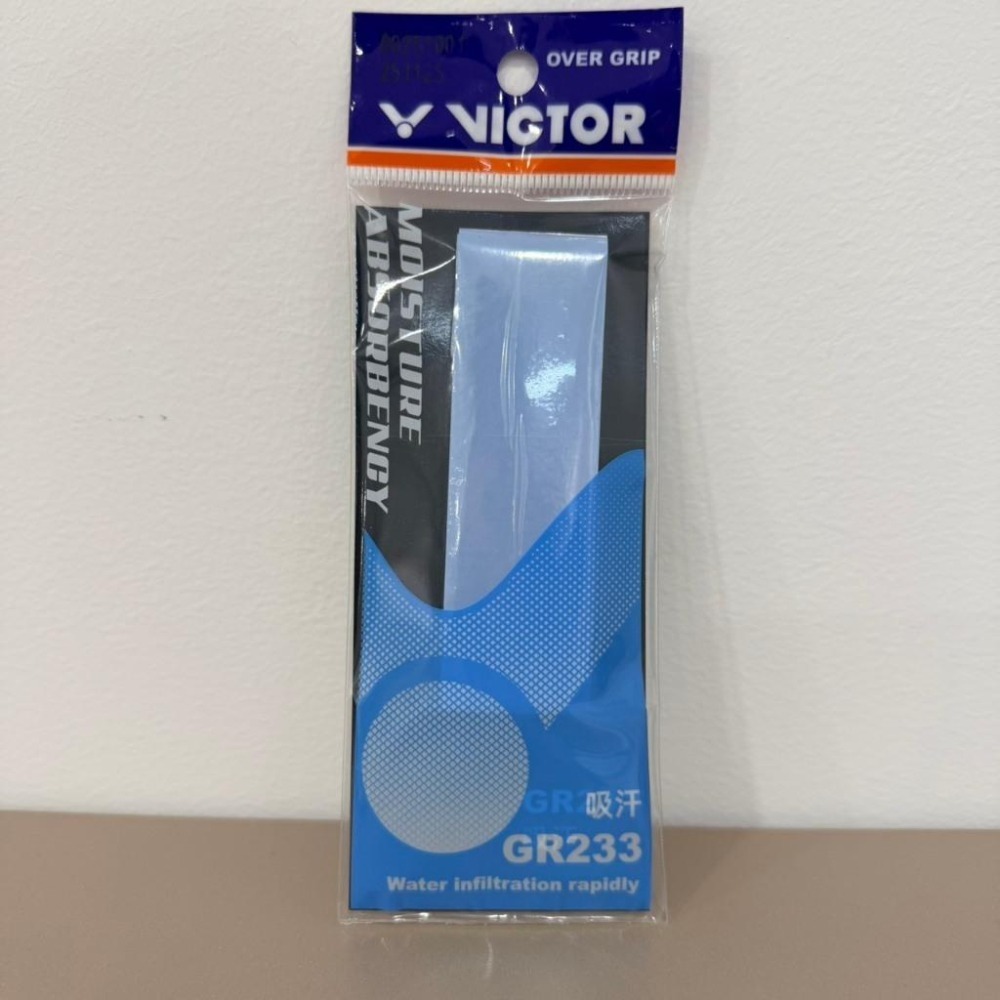 OVER GRIP
VICTOR
MOISTURE
ABSORBENCY
吸汗
GR233
Water infiltration rapidly